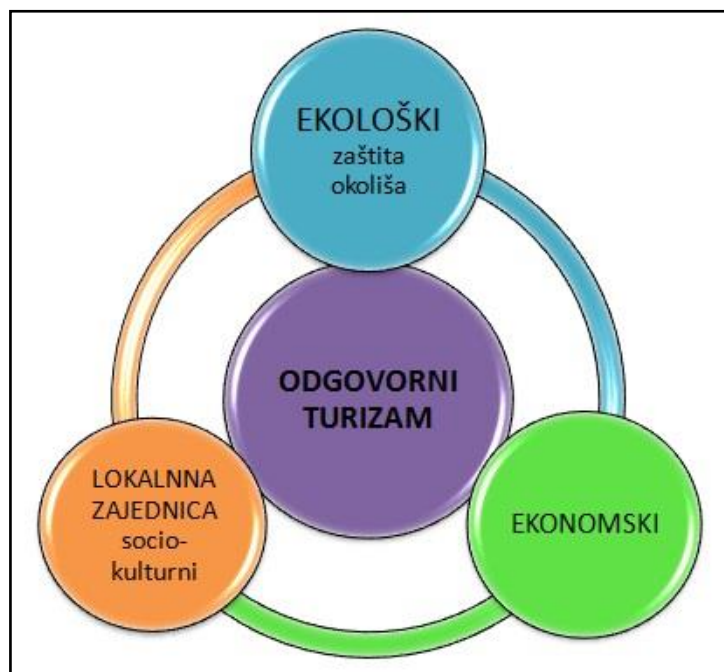 EKOLOŠKI
zaštita
okoliša
ODGOVORNI
TURIZAM
LOKALNNA
ZAJEDNICA
socio-
kulturni
EKONOMSKI